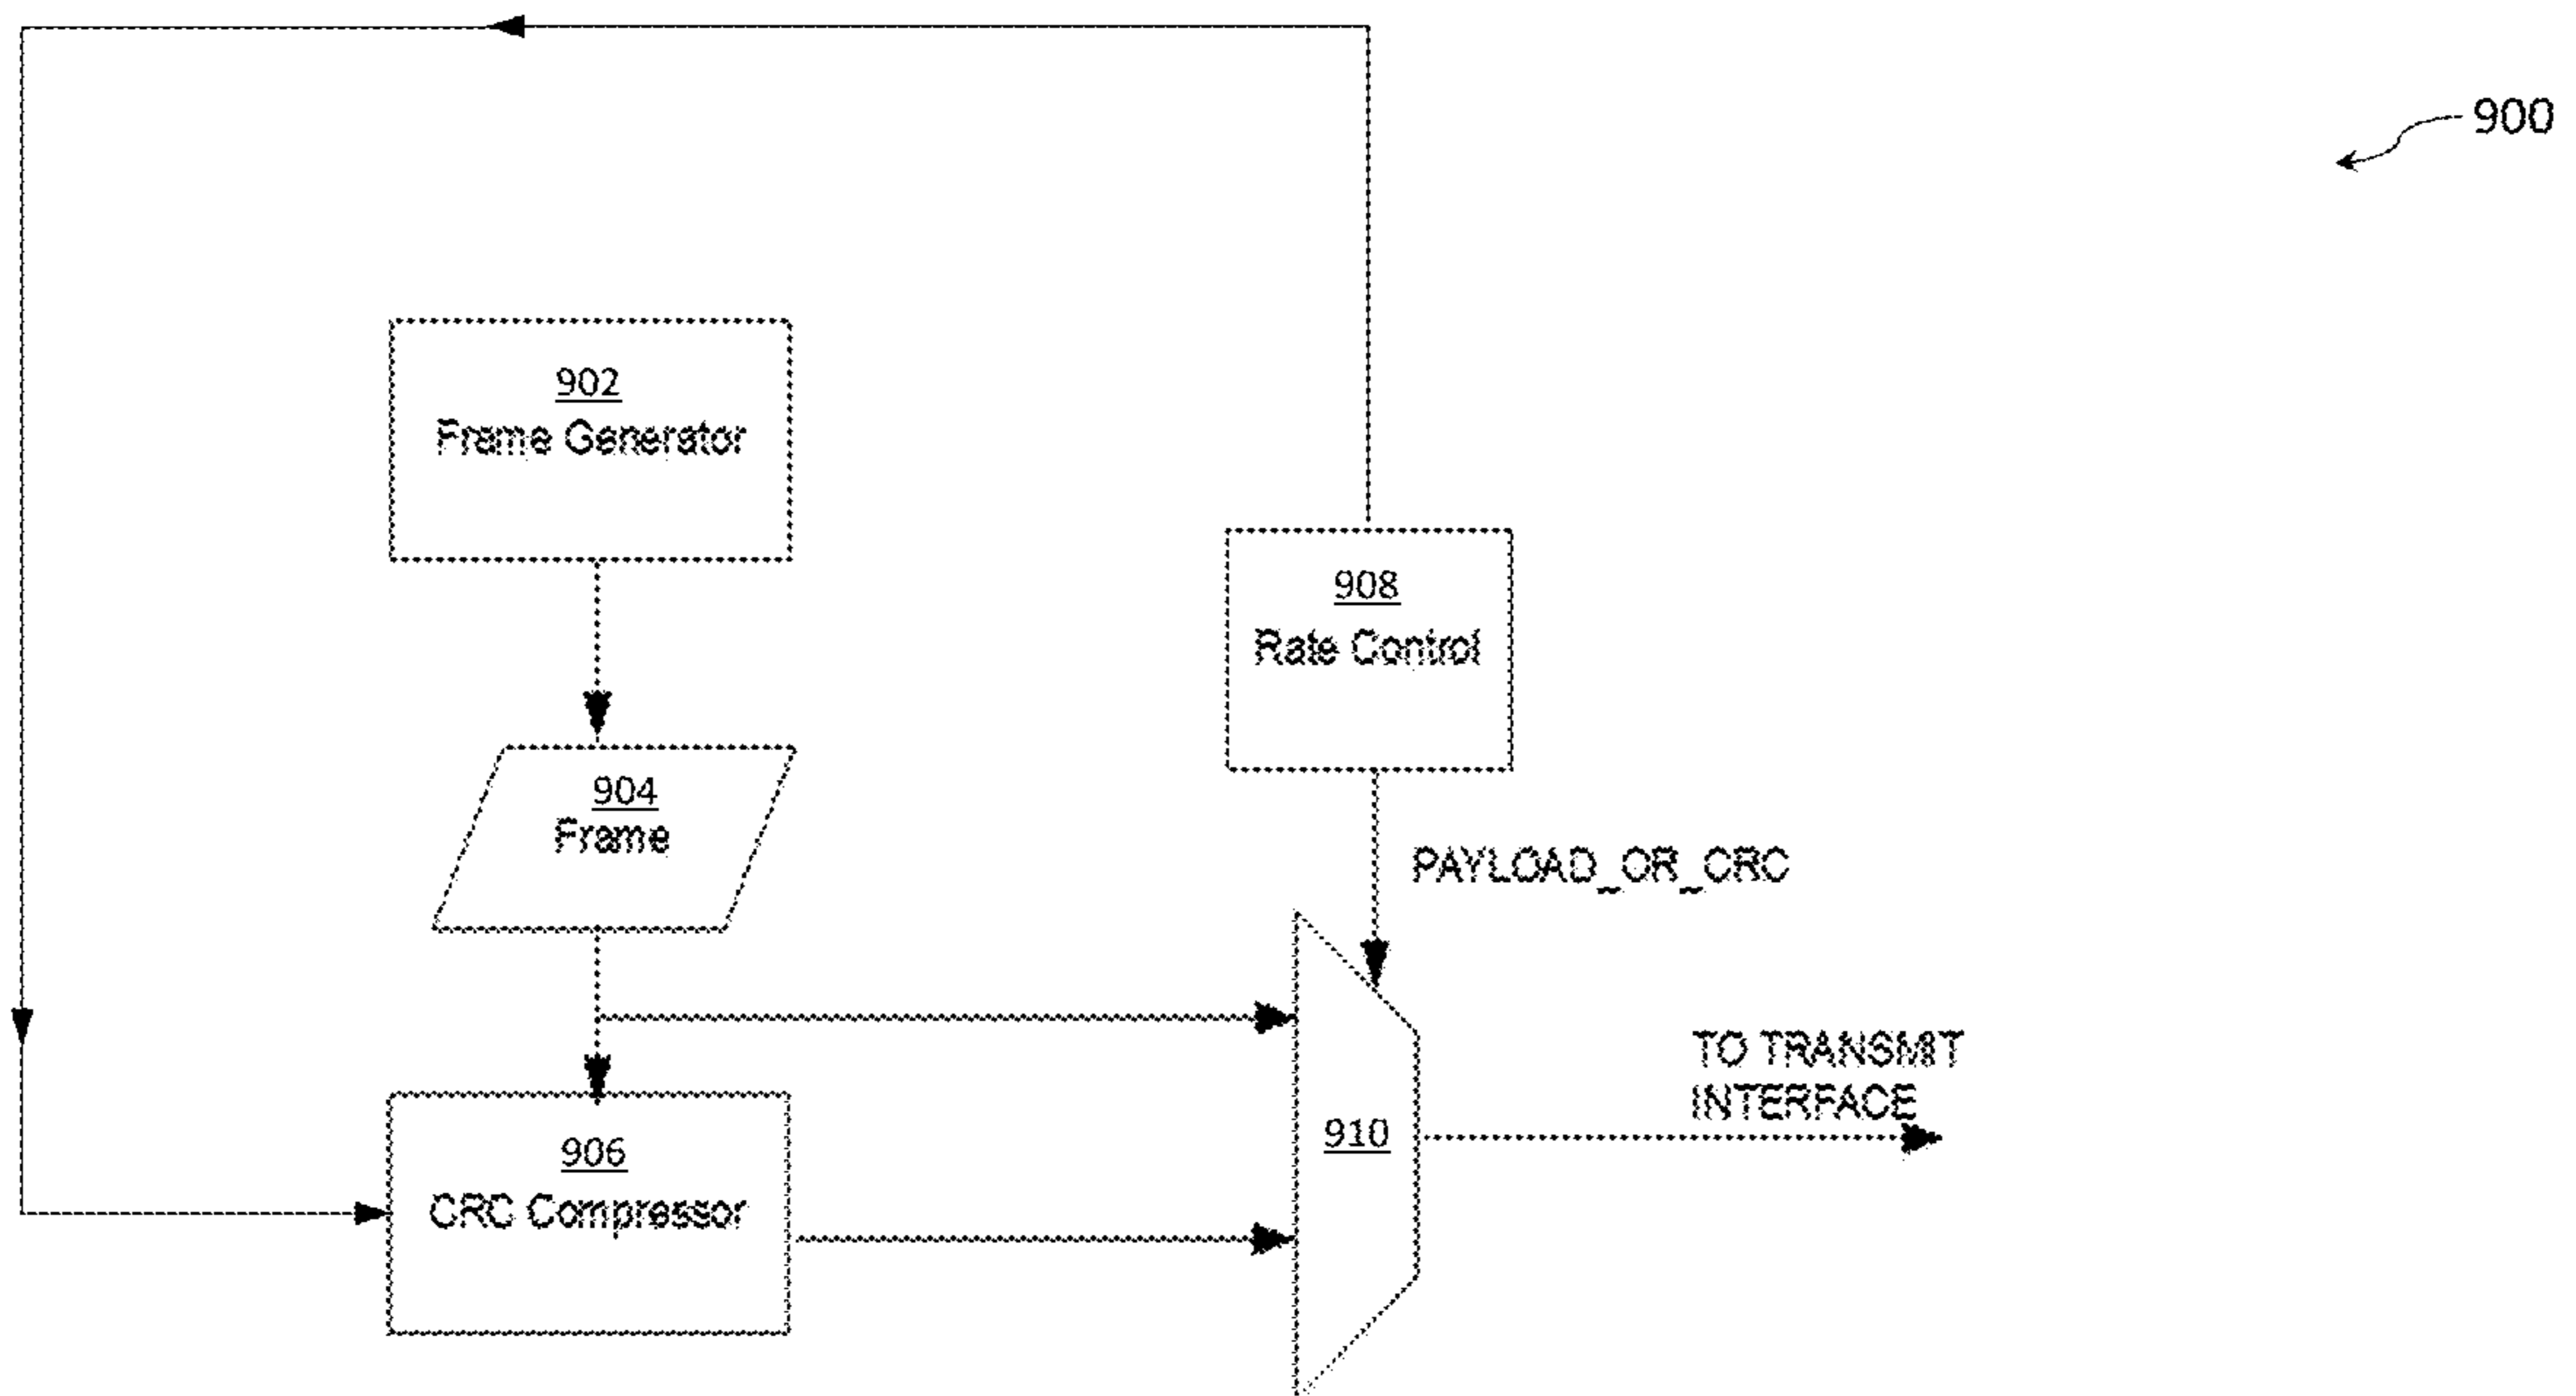 900
902
Frame Generator
908
Rate Control
904
Frame
PAYLOAD_OR_CRC
TO TRANSMIT
INTERFACE
910
906
CRC Compressor